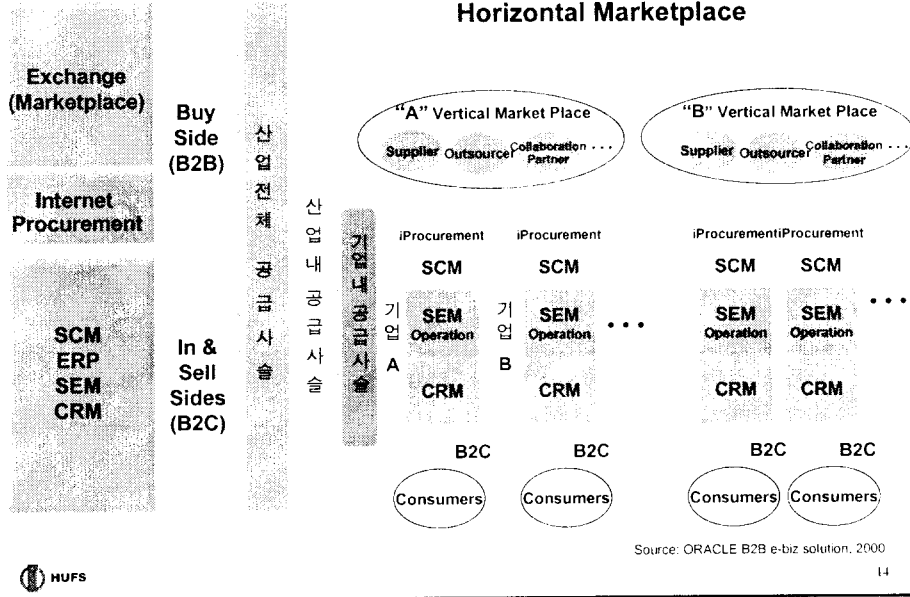 Horizontal Marketplace
Exchange
(Marketplace)
Internet
Procurement
SCM
ERP
SEM
CRM
Buy
Side
(B2B)
In &
Sell
Sides
(B2C)
산업전체 공급사슬
산업내공급사슬
기업내 공급사슬
"A" Vertical Market Place
Supplier Outsourcer Collaboration Partner ...
"B" Vertical Market Place
Supplier Outsourcer Collaboration Partner ...
iProcurement iProcurement iProcurement iProcurement
SCM SCM SCM SCM
기업 A
SEM
Operation
기업 B
SEM
Operation
...
SEM
Operation
SEM
Operation
...
CRM CRM CRM CRM
B2C B2C B2C B2C
Consumers Consumers Consumers Consumers
Source: ORACLE B2B e-biz solution, 2000
HUFS
14